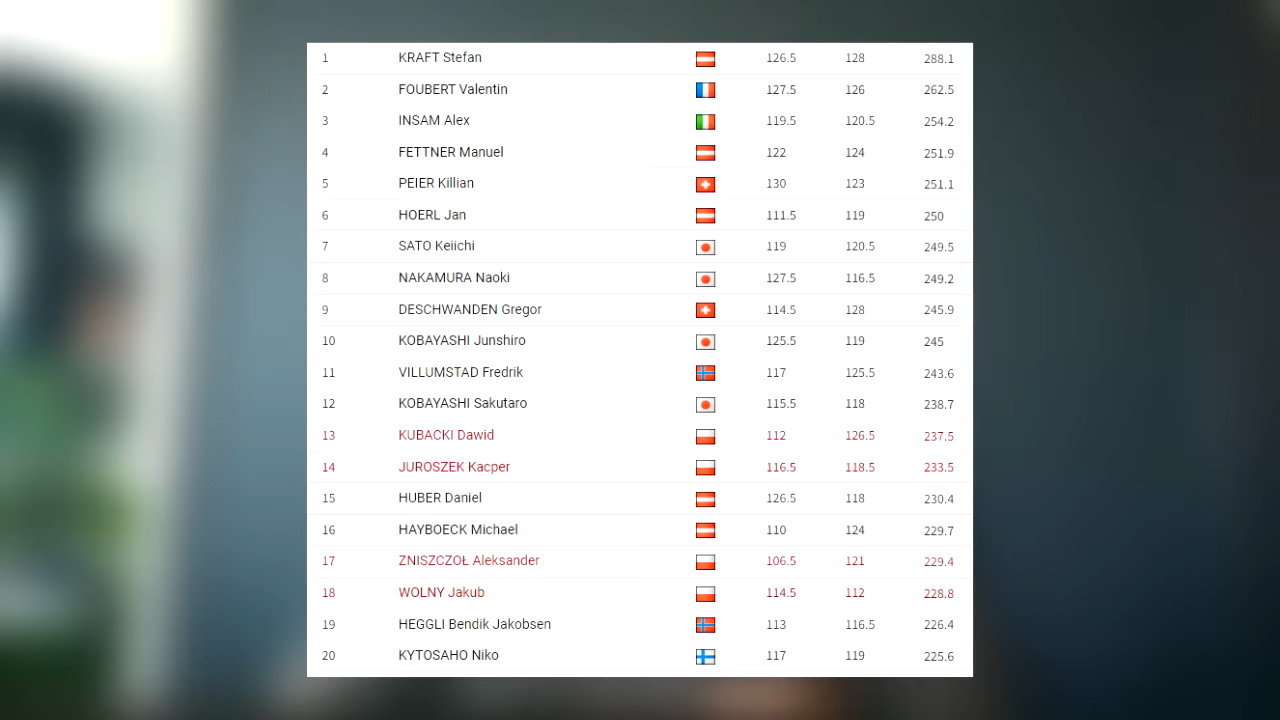 1 KRAFT Stefan 126.5 128 288.1
2 FOUBERT Valentin 127.5 126 262.5
3 INSAM Alex 119.5 120.5 254.2
4 FETTNER Manuel 122 124 251.9
5 PEIER Killian 130 123 251.1
6 HOERL Jan 111.5 119 250
7 SATO Keiichi 119 120.5 249.5
8 NAKAMURA Naoki 127.5 116.5 249.2
9 DESCHWANDEN Gregor 114.5 128 245.9
10 KOBAYASHI Junshiro 125.5 119 245
11 VILLUMSTAD Fredrik 117 125.5 243.6
12 KOBAYASHI Sakutaro 115.5 118 238.7
13 KUBACKI Dawid 112 126.5 237.5
14 JUROSZEK Kacper 116.5 118.5 233.5
15 HUBER Daniel 126.5 118 230.4
16 HAYBOECK Michael 110 124 229.7
17 ZNISZCZOŁ Aleksander 106.5 121 229.4
18 WOLNY Jakub 114.5 112 228.8
19 HEGGLI Bendik Jakobsen 113 116.5 226.4
20 KYTOSAHO Niko 117 119 225.6